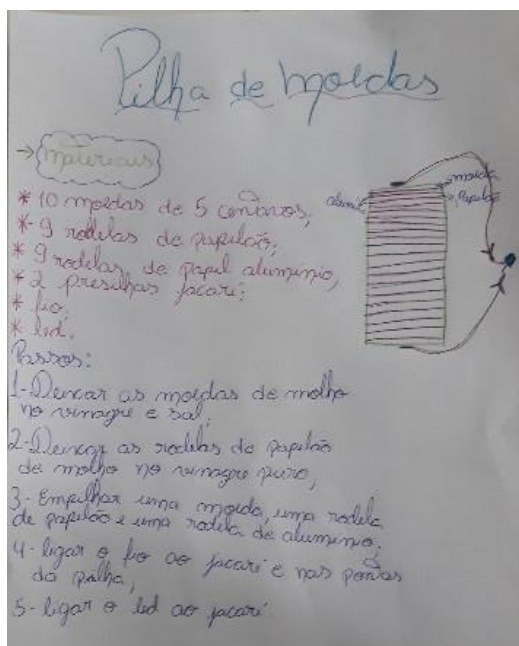 Pilha de moedas
→ materiais
* 10 moedas de 5 centavos;
* 9 rodelas de papelão;
* 9 rodelas de papel alumínio,
* 2 presilhas jacaré;
* fio;
* led.
moeda
Papelão
Passos:
1- Deixar as moedas de molho
no vinagre e sal,
2- Deixar as rodelas de papelão
de molho no vinagre puro,
3- Empilhar uma moeda, uma rodela
de papelão e uma rodela de aluminio;
4- ligar o fio ao jacaré e nas pontas
da pilha,
5- ligar o led ao jacaré